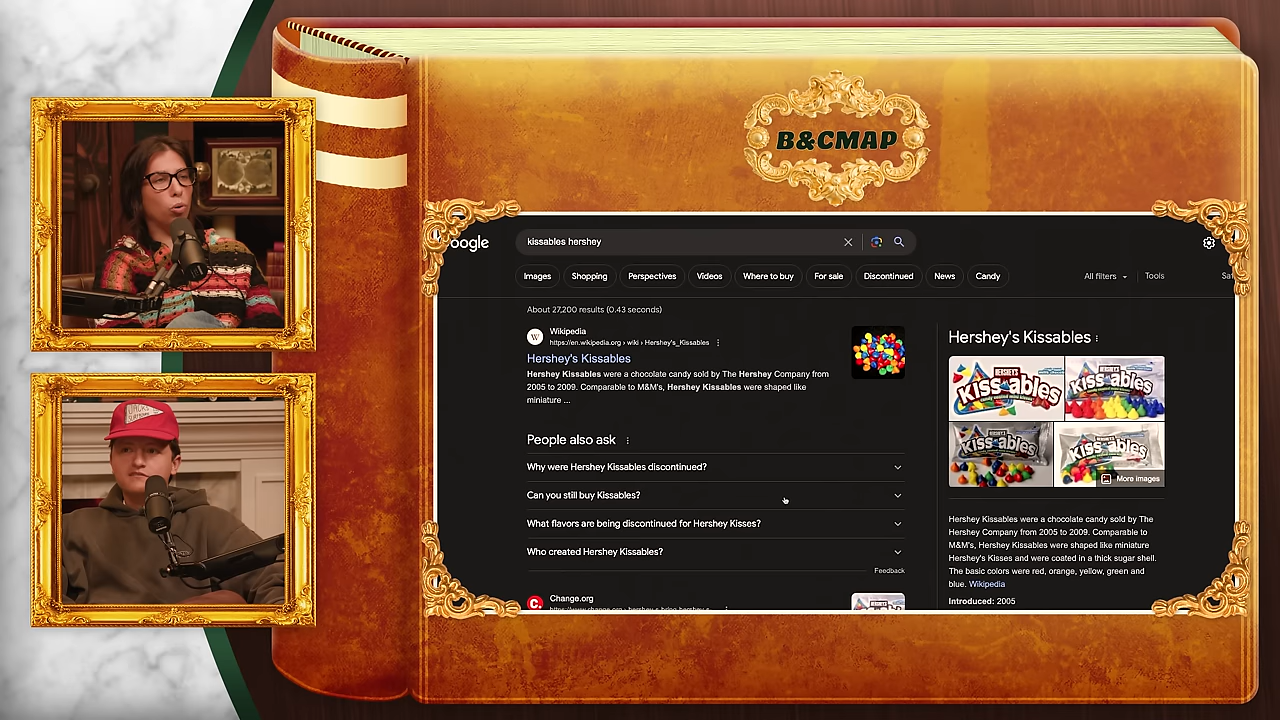 B&CMAP
oogle
kissables hershey
Images
Shopping
Perspectives
Videos
Where to buy
For sale
Discontinued
News
Candy
All filters
Tools
About 27,200 results (0.43 seconds)
W
Wikipedia
https://en.wikipedia.org › wiki › Hershey's_Kissables
Hershey's Kissables
Hershey Kissables were a chocolate candy sold by The Hershey Company from
2005 to 2009. Comparable to M&M's, Hershey Kissables were shaped like
miniature ...
People also ask
Why were Hershey Kissables discontinued?
Can you still buy Kissables?
What flavors are being discontinued for Hershey Kisses?
Who created Hershey Kissables?
Feedback
C.
Change.org
Hershey's Kissables
Kissables
Kissables
Kissables
Kissables
More images
Hershey Kissables were a chocolate candy sold by The
Hershey Company from 2005 to 2009. Comparable to
M&M's, Hershey Kissables were shaped like miniature
Hershey's Kisses and were coated in a thick sugar shell.
The basic colors were red, orange, yellow, green and
blue. Wikipedia
Introduced: 2005